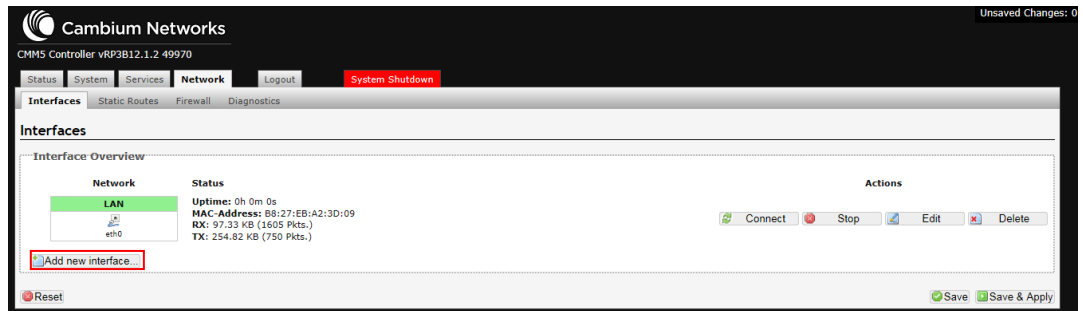 Unsaved Changes: 0
Cambium Networks
CMM5 Controller vRP3B12.1.2 49970
Status System Services Network Logout System Shutdown
Interfaces Static Routes Firewall Diagnostics
Interfaces
Interface Overview
Network Status Actions
LAN
eth0
Uptime: 0h 0m 0s
MAC-Address: B8:27:EB:A2:3D:09
RX: 97.33 KB (1605 Pkts.)
TX: 254.82 KB (750 Pkts.)
Connect Stop Edit Delete
Add new interface...
Reset Save Save & Apply